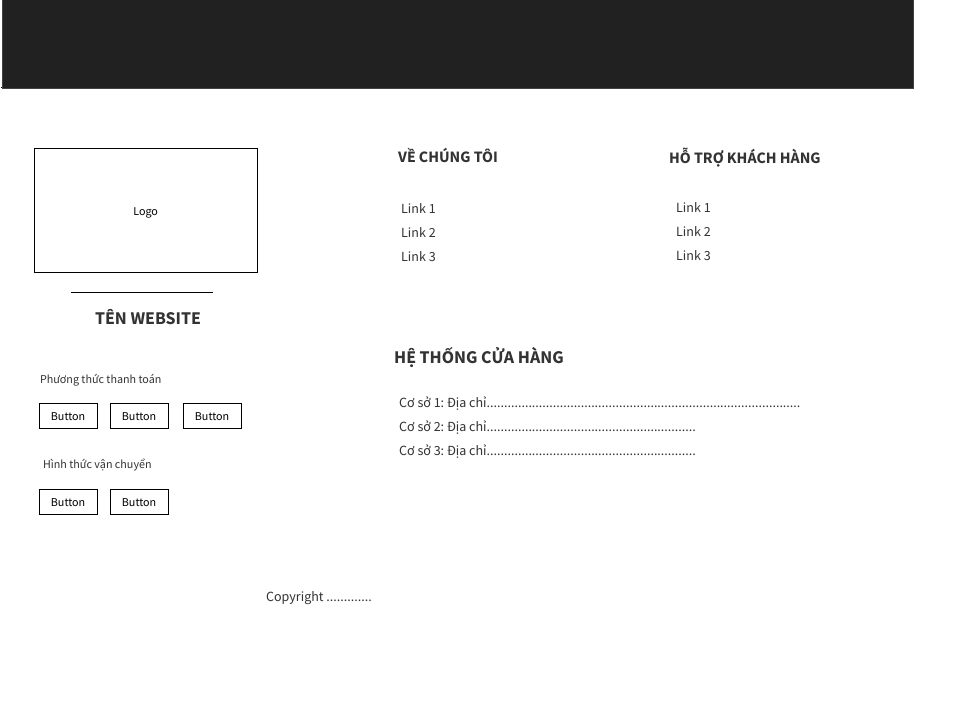 Logo
TÊN WEBSITE
Phương thức thanh toán
Button Button Button
Hình thức vận chuyển
Button Button
VỀ CHÚNG TÔI
Link 1
Link 2
Link 3
HỖ TRỢ KHÁCH HÀNG
Link 1
Link 2
Link 3
HỆ THỐNG CỬA HÀNG
Cơ sở 1: Địa chỉ..........................................................................................
Cơ sở 2: Địa chỉ............................................................
Cơ sở 3: Địa chỉ............................................................
Copyright .............